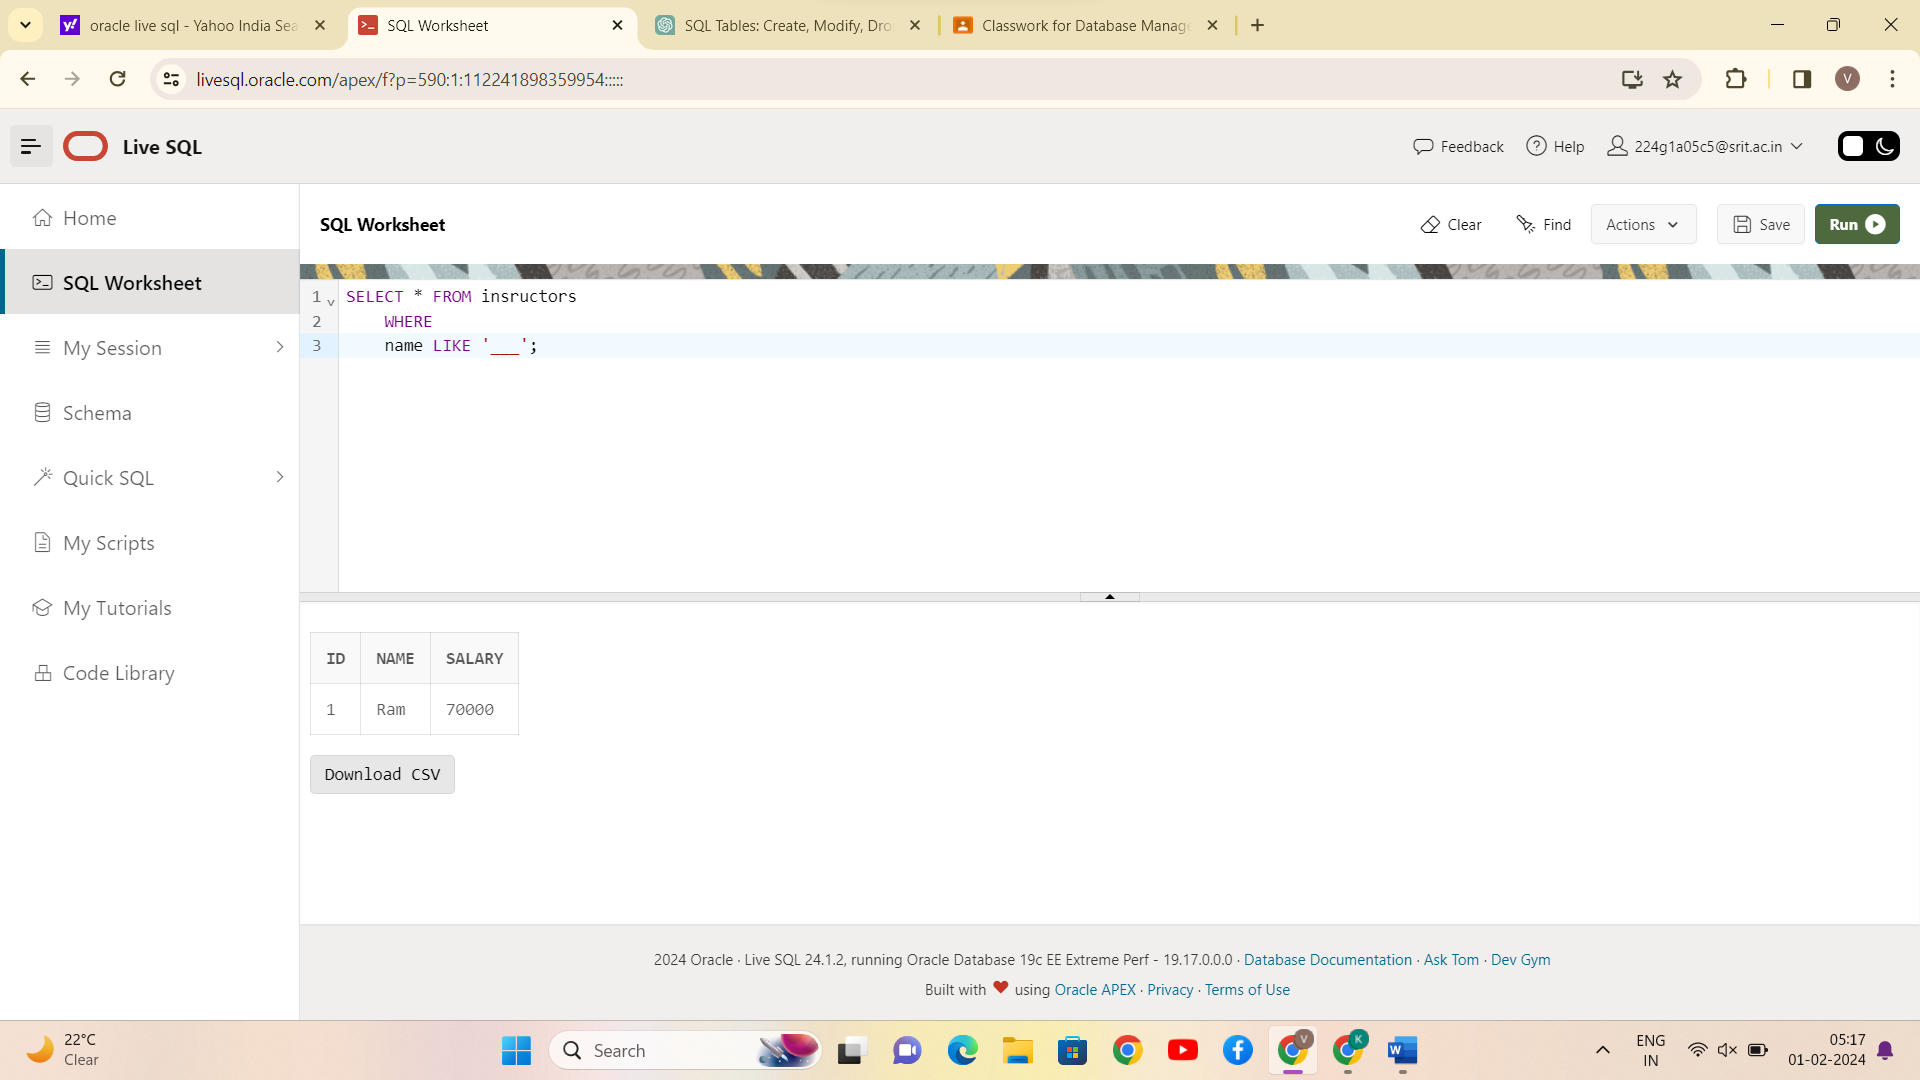 oracle live sql - Yahoo India Sea
SQL Worksheet
SQL Tables: Create, Modify, Dro
Classwork for Database Manage
livesql.oracle.com/apex/f?p=590:1:112241898359954:::::
V
Live SQL
Feedback
Help
224g1a05c5@srit.ac.in
Home
SQL Worksheet
My Session
Schema
Quick SQL
My Scripts
My Tutorials
Code Library
SQL Worksheet
Clear
Find
Actions
Save
Run
1 SELECT * FROM insructors
2 WHERE
3 name LIKE '___';
ID NAME SALARY
1 Ram 70000
Download CSV
2024 Oracle · Live SQL 24.1.2, running Oracle Database 19c EE Extreme Perf - 19.17.0.0.0 · Database Documentation · Ask Tom · Dev Gym
Built with ❤ using Oracle APEX · Privacy · Terms of Use
22°C
Clear
Search
V
K
W
ENG
IN
05:17
01-02-2024